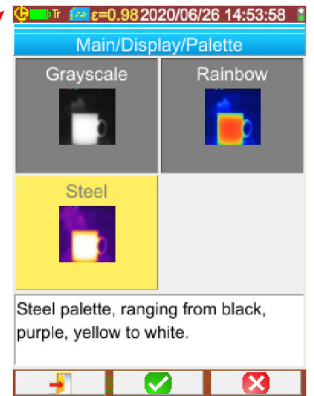 Tr ε=0.98 2020/06/26 14:53:58
Main/Display/Palette
Grayscale Rainbow
Steel
Steel palette, ranging from black,
purple, yellow to white.